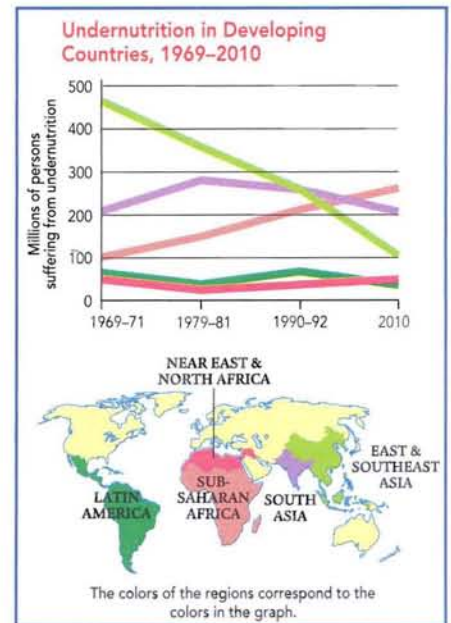 Undernutrition in Developing
Countries, 1969–2010
Millions of persons
suffering from undernutrition
500
400
300
200
100
0
1969–71
1979–81
1990–92
2010
NEAR EAST &
NORTH AFRICA
LATIN
AMERICA
SUB-
SAHARAN
AFRICA
SOUTH
ASIA
EAST &
SOUTHEAST
ASIA
The colors of the regions correspond to the
colors in the graph.